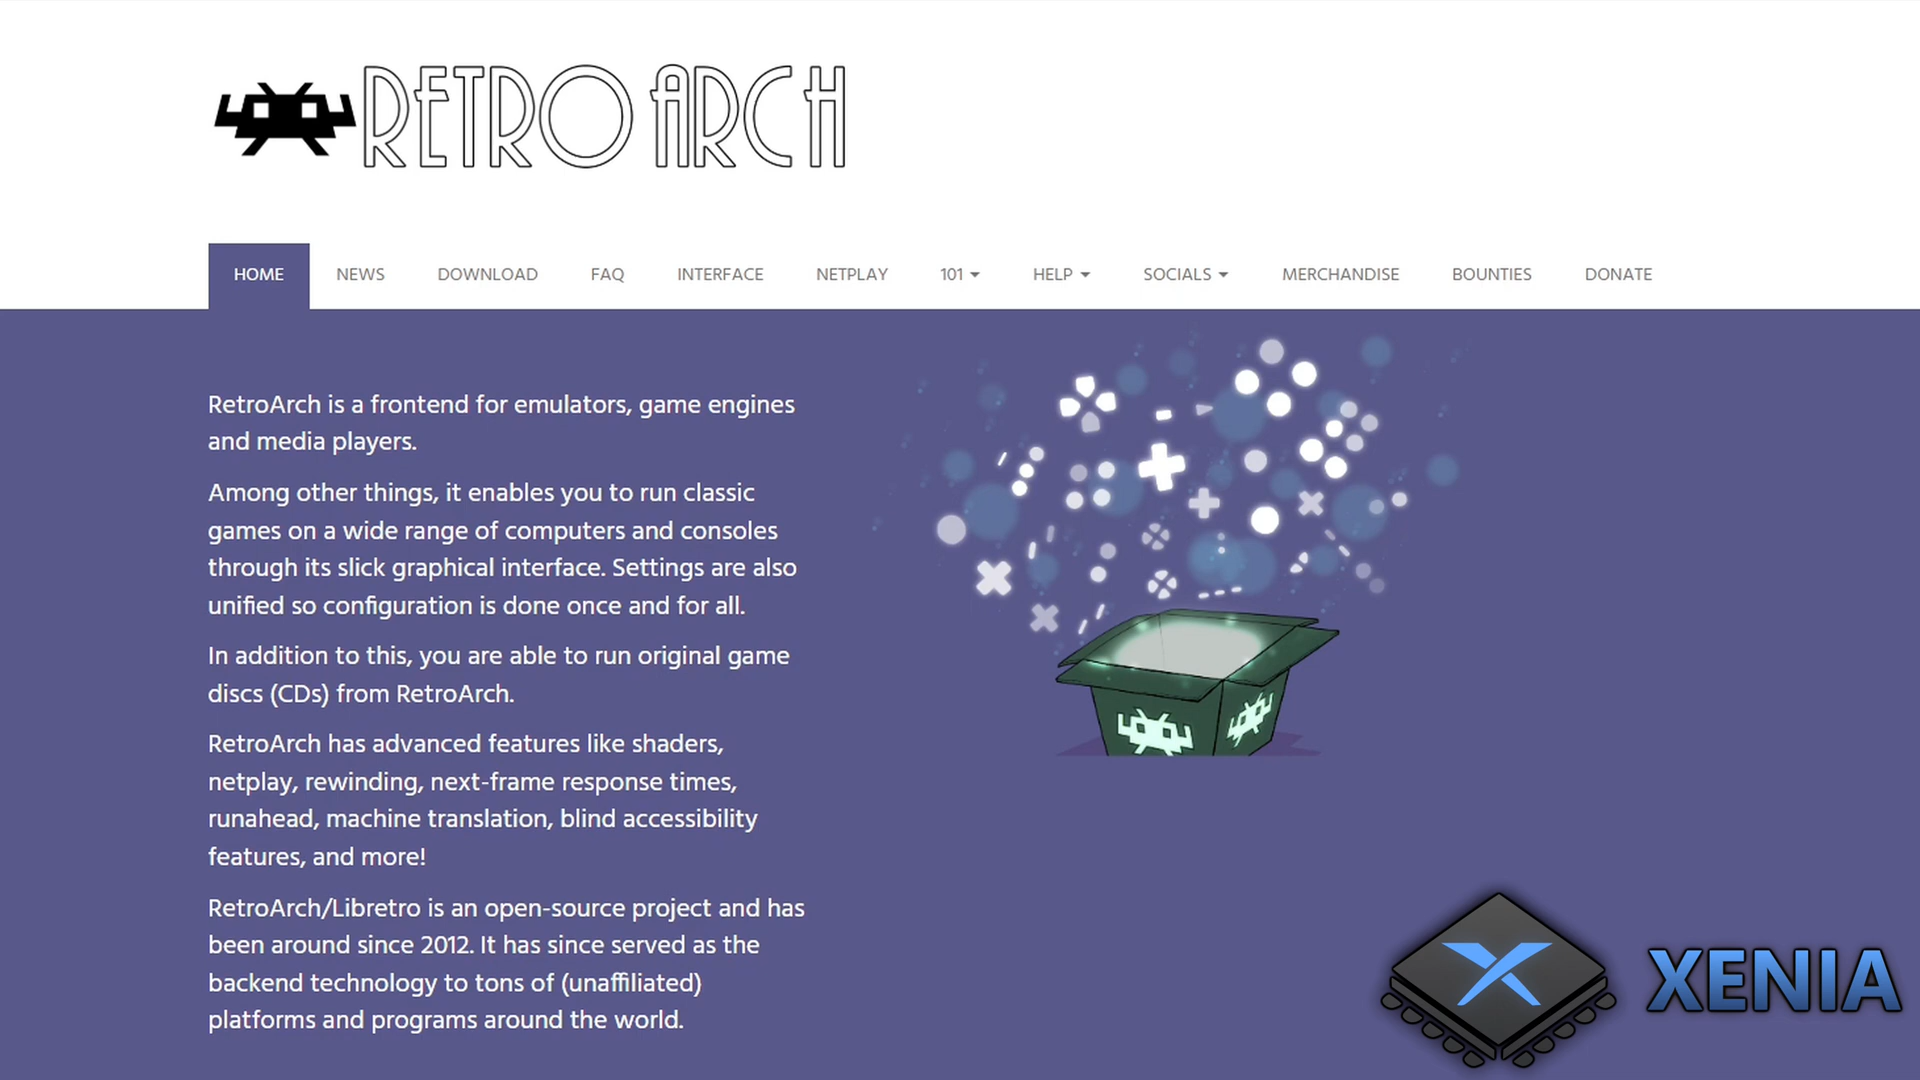 RETRO ARCH
HOME NEWS DOWNLOAD FAQ INTERFACE NETPLAY 101 HELP SOCIALS MERCHANDISE BOUNTIES DONATE
RetroArch is a frontend for emulators, game engines
and media players.
Among other things, it enables you to run classic
games on a wide range of computers and consoles
through its slick graphical interface. Settings are also
unified so configuration is done once and for all.
In addition to this, you are able to run original game
discs (CDs) from RetroArch.
RetroArch has advanced features like shaders,
netplay, rewinding, next-frame response times,
runahead, machine translation, blind accessibility
features, and more!
RetroArch/Libretro is an open-source project and has
been around since 2012. It has since served as the
backend technology to tons of (unaffiliated)
platforms and programs around the world.
XENIA